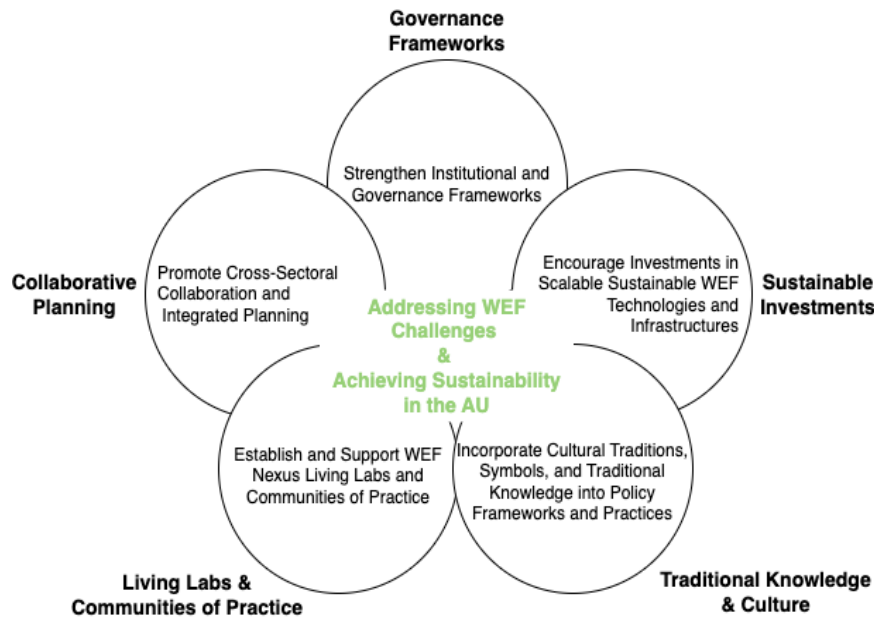 Governance
Frameworks
Strengthen Institutional and
Governance Frameworks
Collaborative
Planning
Promote Cross-Sectoral
Collaboration and
Integrated Planning
Encourage Investments in
Scalable Sustainable WEF
Technologies and
Infrastructures
Sustainable
Investments
Addressing WEF
Challenges
&
Achieving Sustainability
in the AU
Establish and Support WEF
Nexus Living Labs and
Communities of Practice
Incorporate Cultural Traditions,
Symbols, and Traditional
Knowledge into Policy
Frameworks and Practices
Living Labs &
Communities of Practice
Traditional Knowledge
& Culture